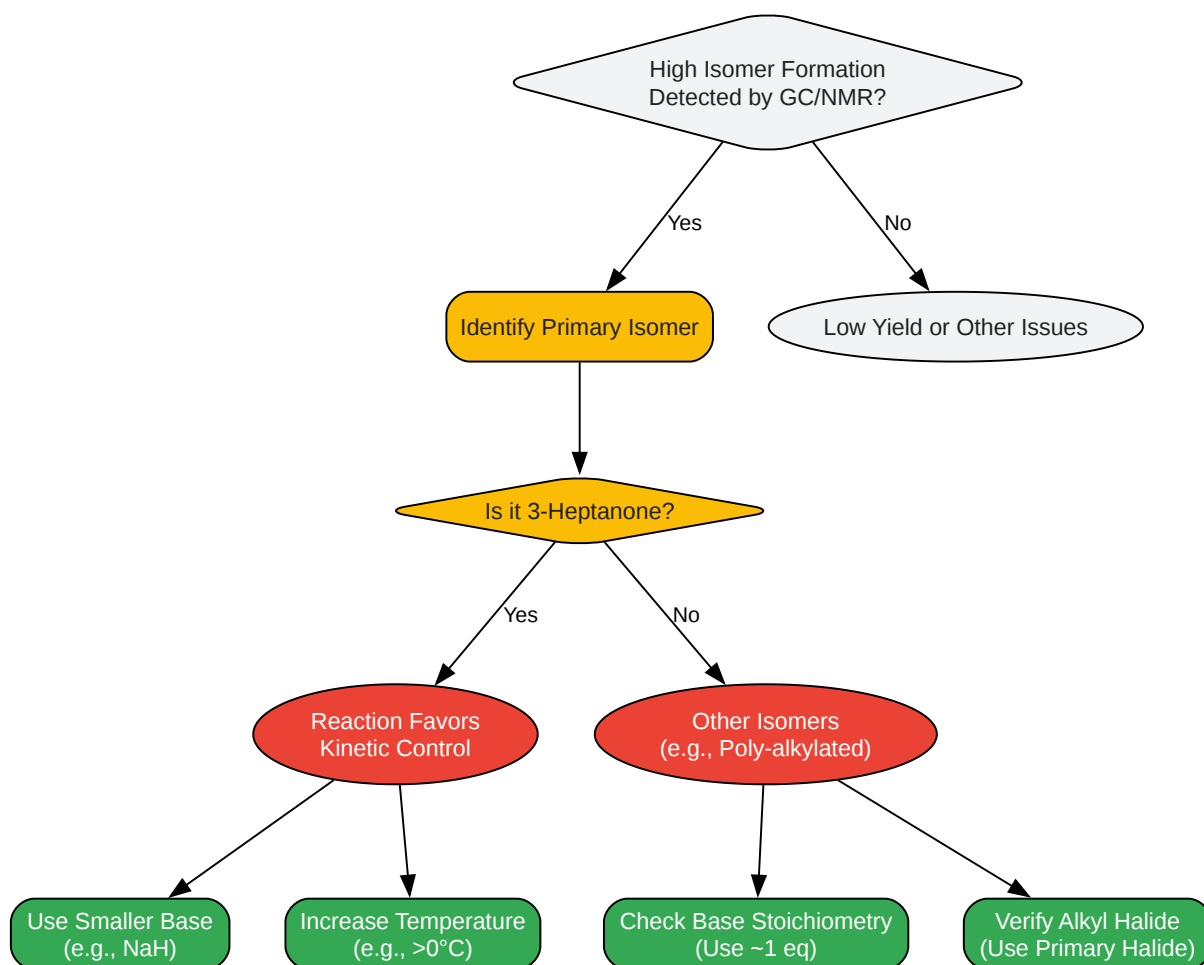 High Isomer Formation
Detected by GC/NMR?
Yes
No
Identify Primary Isomer
Low Yield or Other Issues
Is it 3-Heptanone?
Yes
No
Reaction Favors
Kinetic Control
Other Isomers
(e.g., Poly-alkylated)
Use Smaller Base
(e.g., NaH)
Increase Temperature
(e.g., >0°C)
Check Base Stoichiometry
(Use ~1 eq)
Verify Alkyl Halide
(Use Primary Halide)